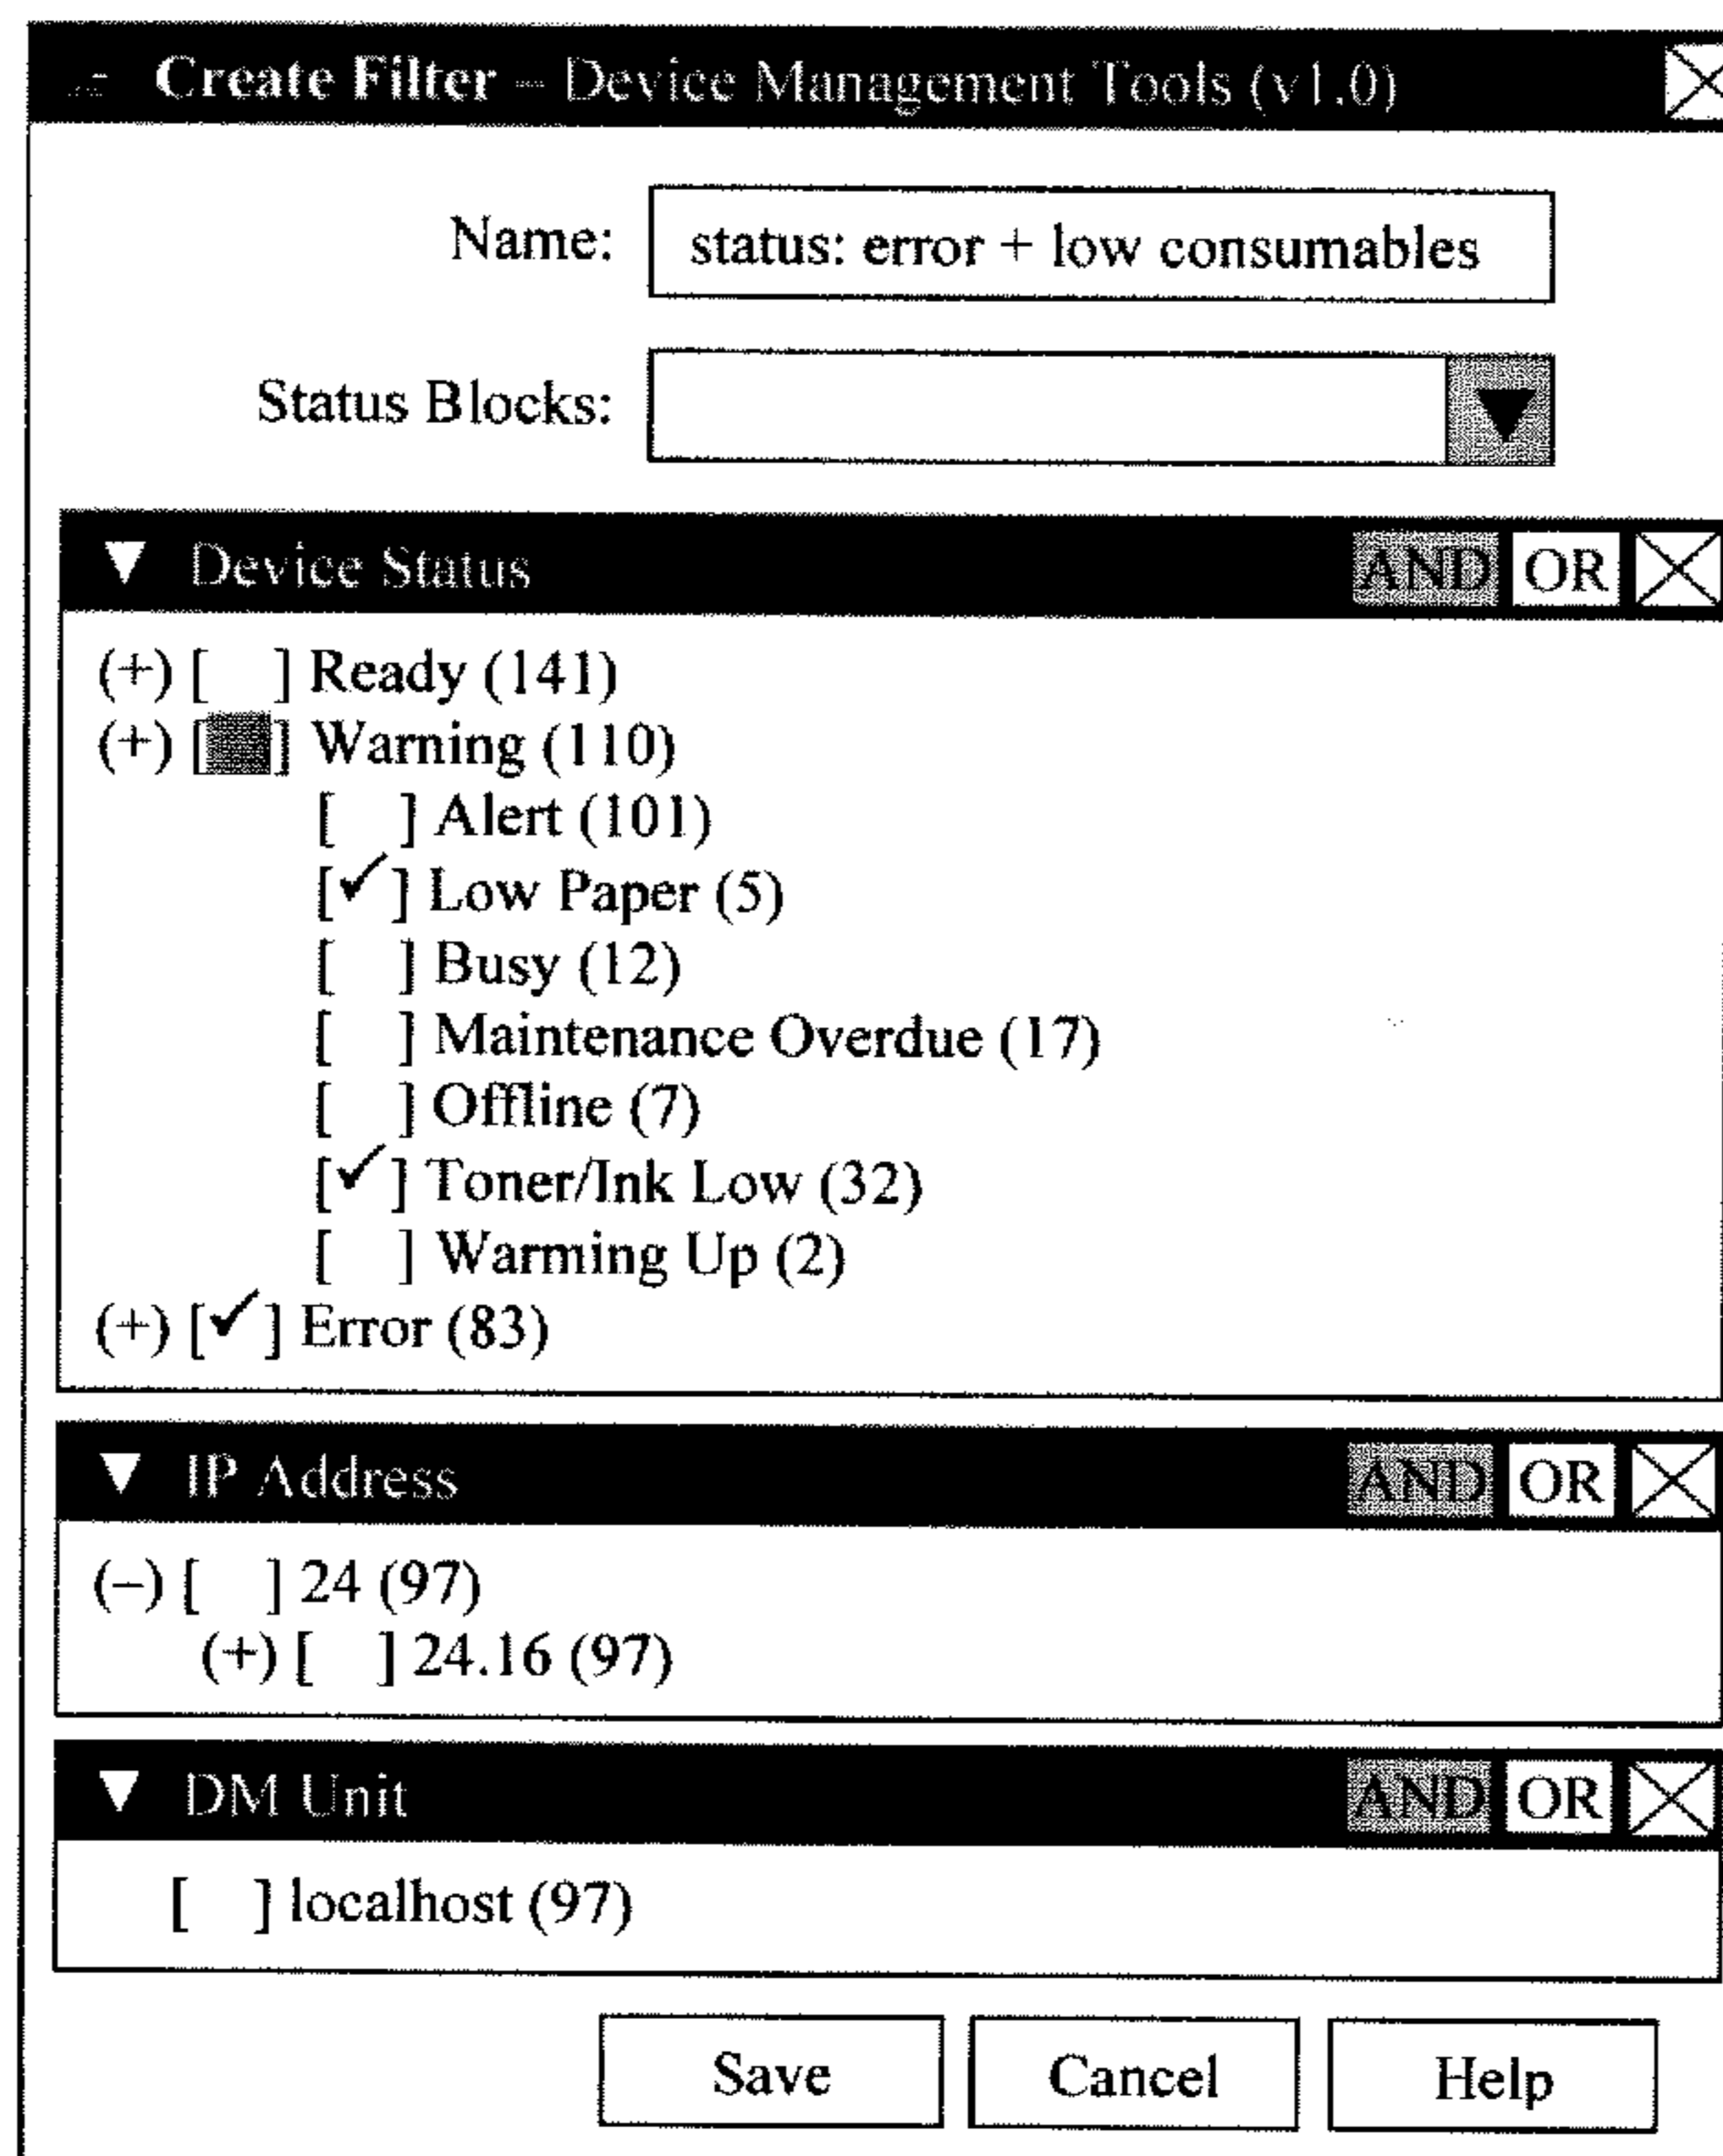 Create Filter – Device Management Tools (v1.0)
Name: status: error + low consumables
Status Blocks:
▼ Device Status AND OR
(+) [ ] Ready (141)
(+) [■] Warning (110)
[ ] Alert (101)
[✓] Low Paper (5)
[ ] Busy (12)
[ ] Maintenance Overdue (17)
[ ] Offline (7)
[✓] Toner/Ink Low (32)
[ ] Warming Up (2)
(+) [✓] Error (83)
▼ IP Address AND OR
(–) [ ] 24 (97)
(+) [ ] 24.16 (97)
▼ DM Unit AND OR
[ ] localhost (97)
Save Cancel Help